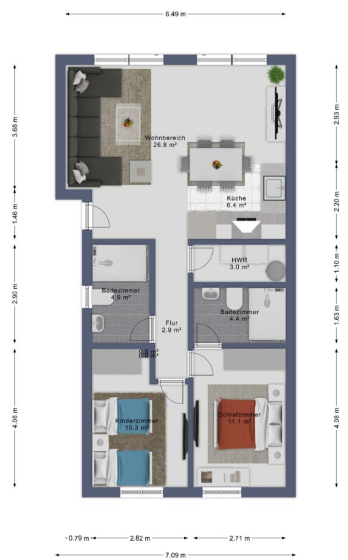 6.49 m
3.68 m
2.93 m
Wohnbereich
26.8 m²
Küche
6.4 m²
1.46 m
2.20 m
HWR
3.0 m²
1.10 m
2.90 m
Badezimmer
4.9 m²
Badezimmer
4.4 m²
1.63 m
Flur
2.9 m²
4.08 m
4.08 m
Kinderzimmer
10.3 m²
Schlafzimmer
11.1 m²
0.79 m
2.82 m
2.71 m
7.09 m